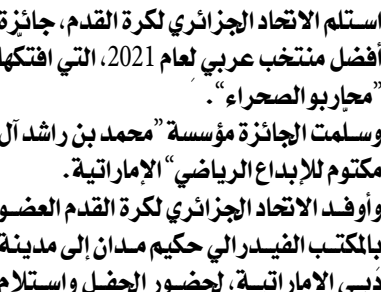 استلم الاتحاد الجزائري لكرة القدم، جائزة
أفضل منتخب عربي لعام 2021، التي افتكها
”محاربو الصحراء“.
وسلمت الجائزة مؤسسة ”محمد بن راشد آل
مكتوم للإبداع الرياضي“ الإماراتية.
وأوفد الاتحاد الجزائري لكرة القدم العضو
بالمكتب الفيدرالي حكيم مدان إلى مدينة
دبي الإماراتية، لحضور الحفل واستلام